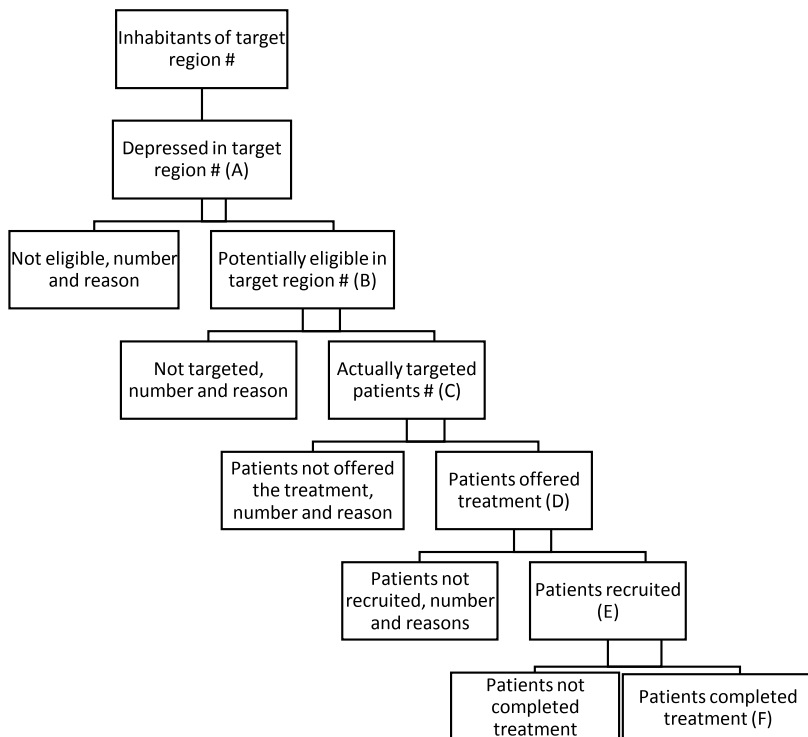 Inhabitants of target
region #
Depressed in target
region # (A)
Not eligible, number
and reason
Potentially eligible in
target region # (B)
Not targeted,
number and reason
Actually targeted
patients # (C)
Patients not offered
the treatment,
number and reason
Patients offered
treatment (D)
Patients not
recruited, number
and reasons
Patients recruited
(E)
Patients not
completed
treatment
Patients completed
treatment (F)